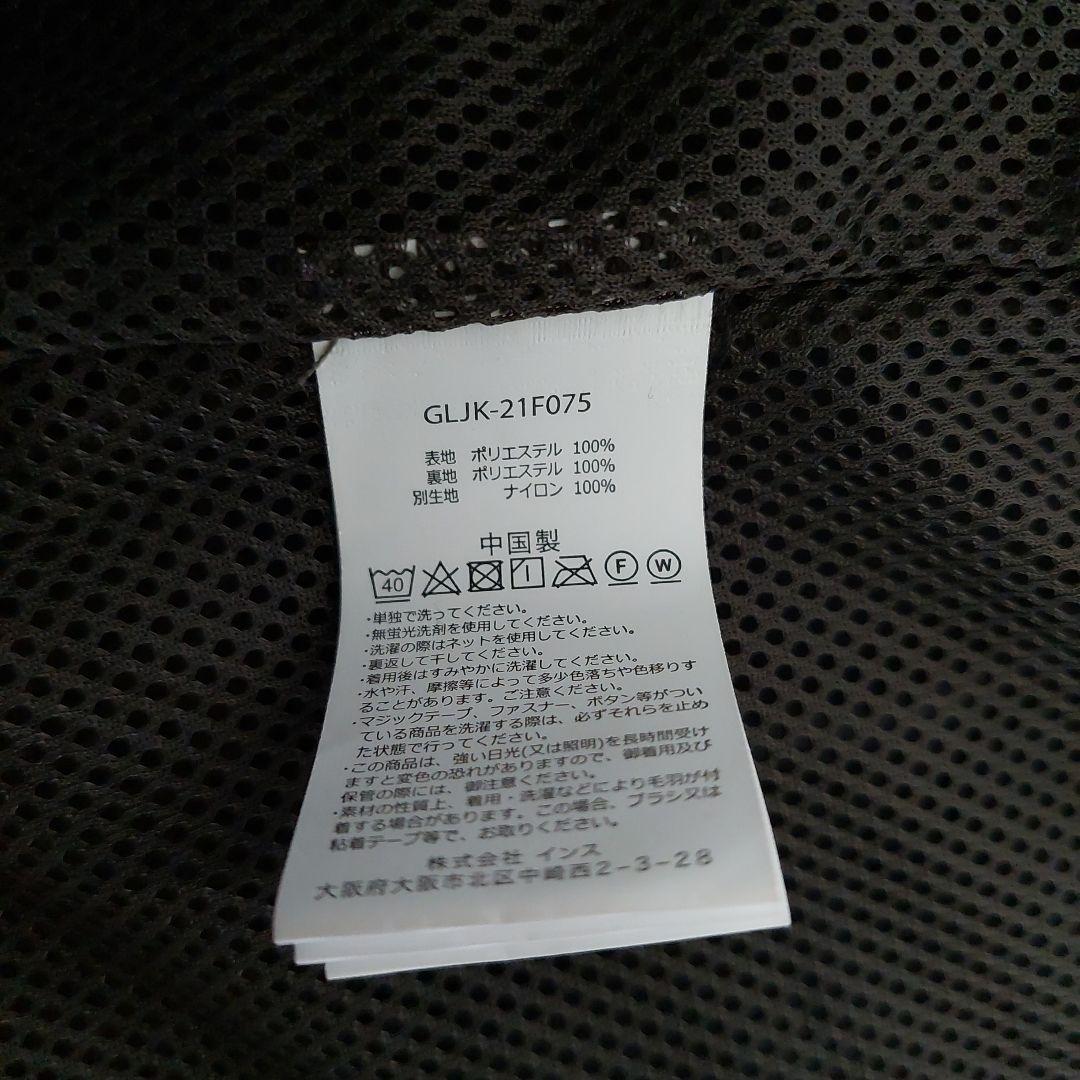 GLJK-21F075
表地 ポリエステル 100%
裏地 ポリエステル 100%
別生地 ナイロン 100%
中国製
40 F W
・単独で洗ってください。
・無蛍光洗剤を使用してください。
・洗濯の際はネットを使用してください。
・裏返して干してください。
・着用後はすみやかに洗濯してください。
・水や汗、摩擦等によって多少色落ちや色移りす
ることがあります。ご注意ください。
・マジックテープ、ファスナー、ボタン等がつい
ている商品を洗濯する際は、必ずそれらを止め
た状態で行ってください。
・この商品は、強い日光(又は照明)を長時間受け
ますと変色の恐れがありますので、御着用及び
保管の際には、御注意ください。
・素材の性質上、着用・洗濯などにより毛羽が付
着する場合があります。この場合、ブラシ又は
粘着テープ等で、お取りください。
株式会社 インス
大阪府大阪市北区中崎西2-3-28